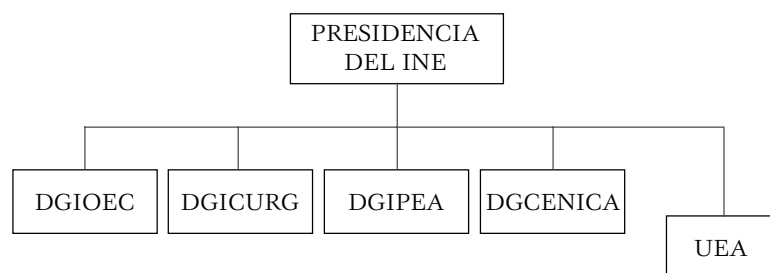 PRESIDENCIA
DEL INE
DGIOEC
DGICURG
DGIPEA
DGCENICA
UEA